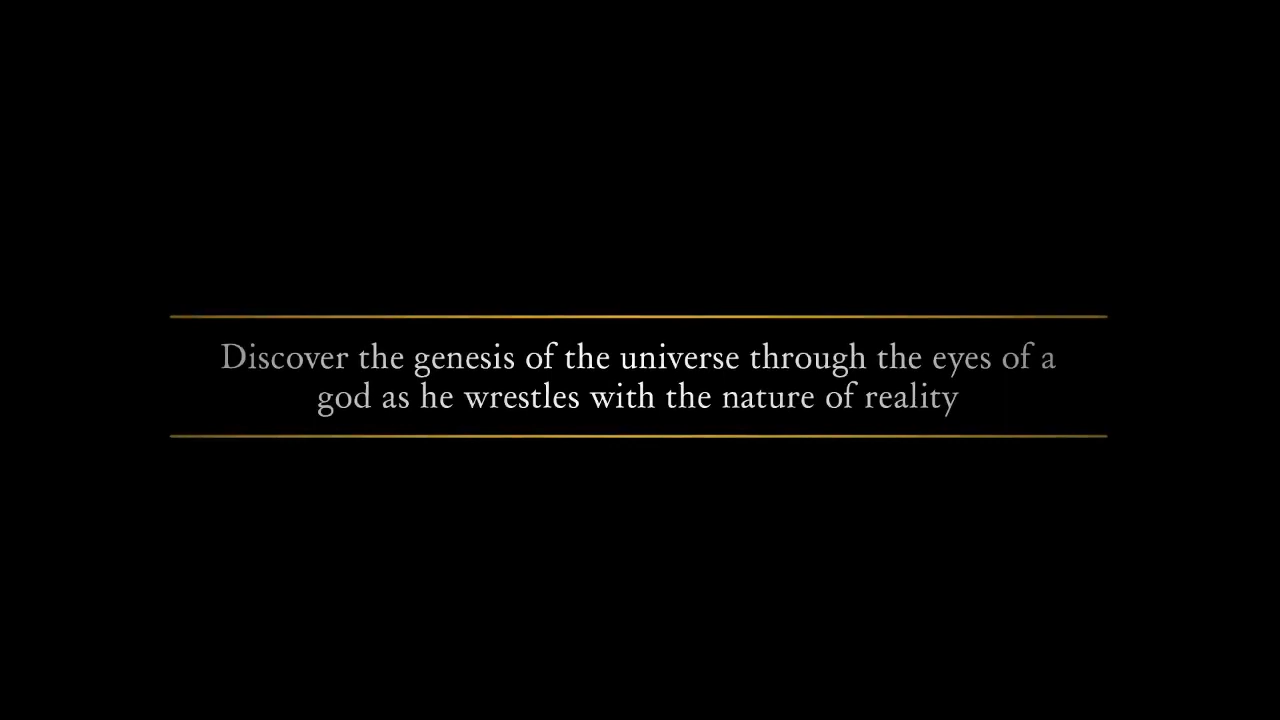 Discover the genesis of the universe through the eyes of a
god as he wrestles with the nature of reality